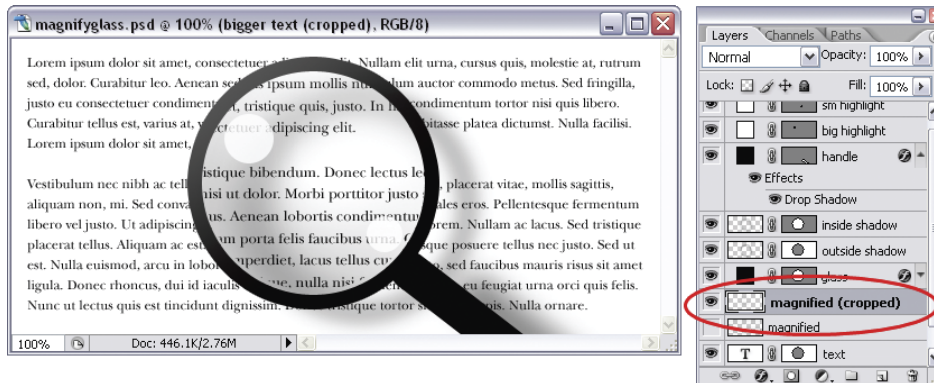 magnifyglass.psd @ 100% (bigger text (cropped), RGB/8)
Lorem ipsum dolor sit amet, consectetuer elit. Nullam elit urna, cursus quis, molestie at, rutrum
sed, dolor. Curabitur leo. Aenean sed ipsum mollis auctor commodo metus. Sed fringilla,
justo eu consectetuer condiment tristique quis, justo. In condimentum tortor nisi quis libero.
Curabitur tellus est, varius at, adipiscing elit. platea dictumst. Nulla facilisi.
Lorem ipsum dolor sit amet,
istique bibendum. Donec lectus le
Vestibulum nec nibh ac tell nisi ut dolor. Morbi porttitor justo placerat vitae, mollis sagittis,
aliquam non, mi. Sed conva us. Aenean lobortis condimentu ales eros. Pellentesque fermentum
libero vel justo. Ut adipiscing porta felis faucibus orem. Nullam ac lacus. Sed tristique
placerat tellus. Aliquam ac est mperdiet, lacus tellus posuere tellus nec justo. Sed ut
est. Nulla euismod, arcu in lobor nulla nisi sed faucibus mauris risus sit amet
ligula. Donec rhoncus, dui id iaculis eu feugiat urna orci quis felis.
Nunc ut lectus quis est tincidunt dignissim. tristique tortor Nulla ornare.
100% Doc: 446.1K/2.76M
Layers Channels Paths
Normal Opacity: 100%
Lock: Fill: 100%
sm highlight
big highlight
handle
Effects
Drop Shadow
inside shadow
outside shadow
glass
magnified (cropped)
magnified
T text